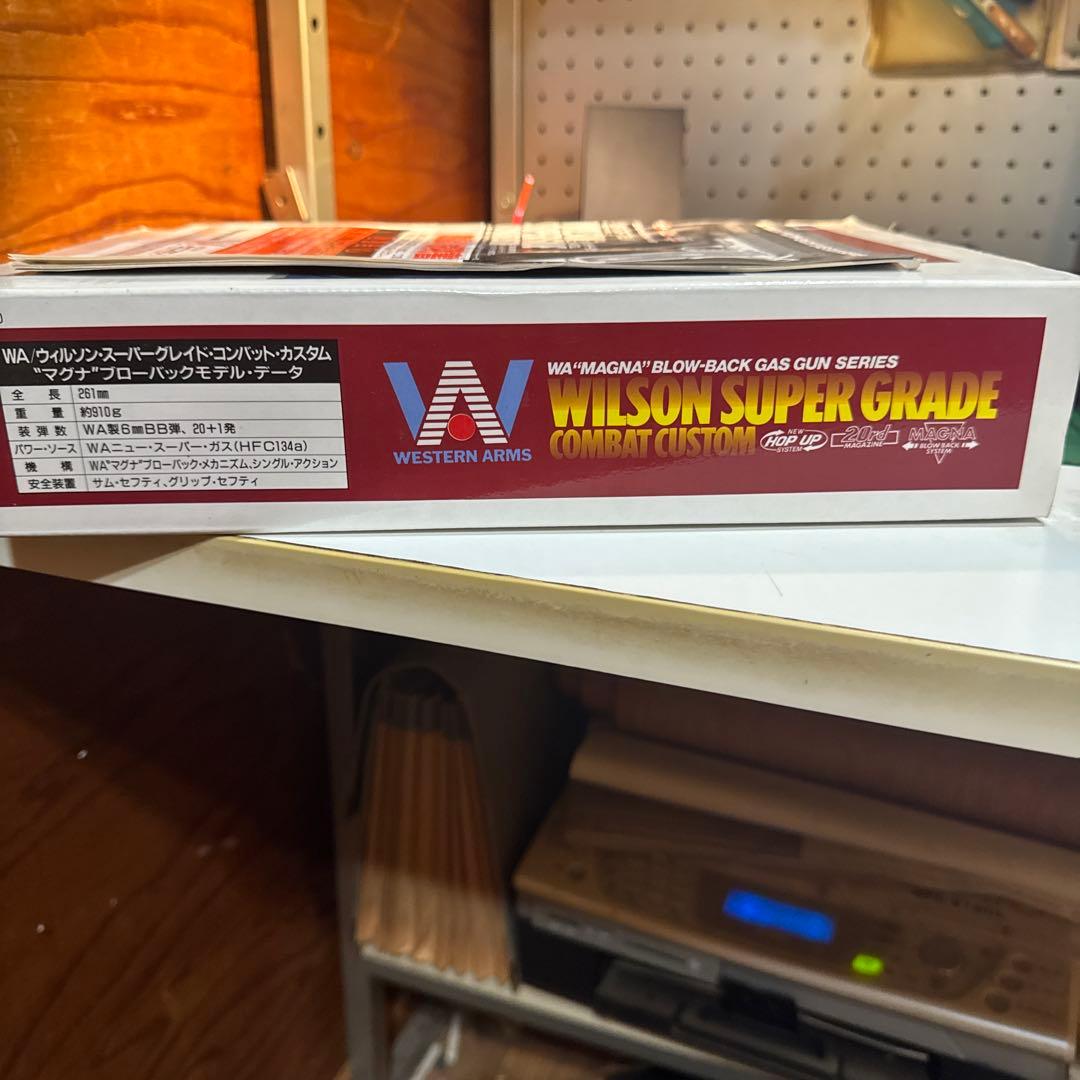 WA/ウィルソン・スーパーグレイド・コンバット・カスタム
"マグナ"ブローバックモデル・データ
全長 261mm
重量 約910g
装弾数 WA製6mmBB弾、20+1発
パワー・ソース WAニュー・スーパー・ガス(HFC134a)
機構 WA"マグナ"ブローバック・メカニズム、シングル・アクション
安全装置 サム・セフティ、グリップ・セフティ
WESTERN ARMS
WA"MAGNA" BLOW-BACK GAS GUN SERIES
WILSON SUPER GRADE
COMBAT CUSTOM
NEW
HOP UP
SYSTEM
20rd
MAGAZINE
MAGNA
BLOW BACK
SYSTEM